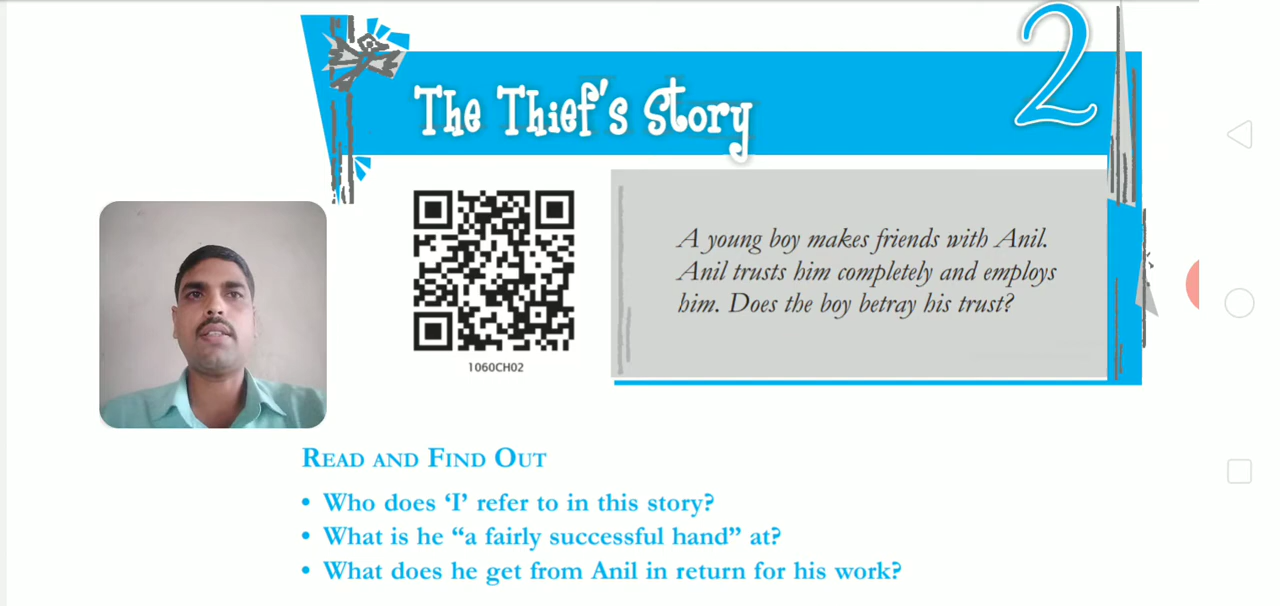 2
The Thief's Story
A young boy makes friends with Anil.
Anil trusts him completely and employs
him. Does the boy betray his trust?
1060CH02
READ AND FIND OUT
• Who does ‘I’ refer to in this story?
• What is he “a fairly successful hand” at?
• What does he get from Anil in return for his work?